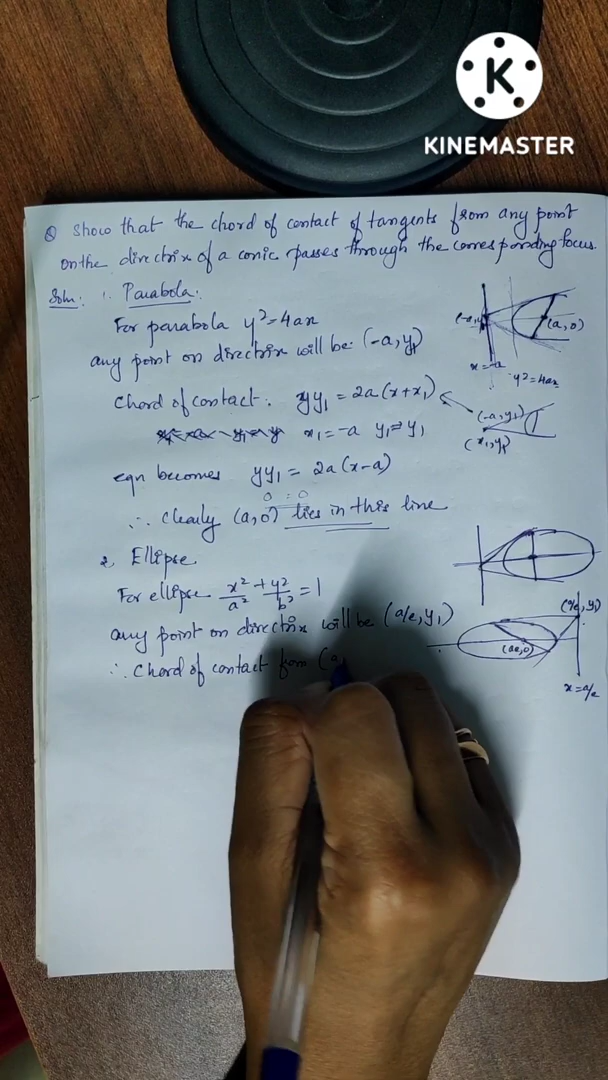 K
KINEMASTER
Q Show that the chord of contact of tangents from any point
on the directrix of a conic passes through the corresponding focus.
Soln: 1. Parabola.
For parabola y²=4ax
any point on directrix will be (-a, y₁)
(a, 0)
x=-a
y²=4ax
Chord of contact: yy₁ = 2a(x+x₁)
(-a, y₁)
x₁=-a y₁=y₁
(x₁, y₁)
eqn becomes yy₁ = 2a(x-a)
0 = 0
∴ Clearly (a, 0) lies in this line
2. Ellipse
For ellipse x²/a² + y²/b² = 1
any point on directrix will be (a/e, y₁)
(a/e, y₁)
(ae, 0)
x=a/e
∴ Chord of contact from (a